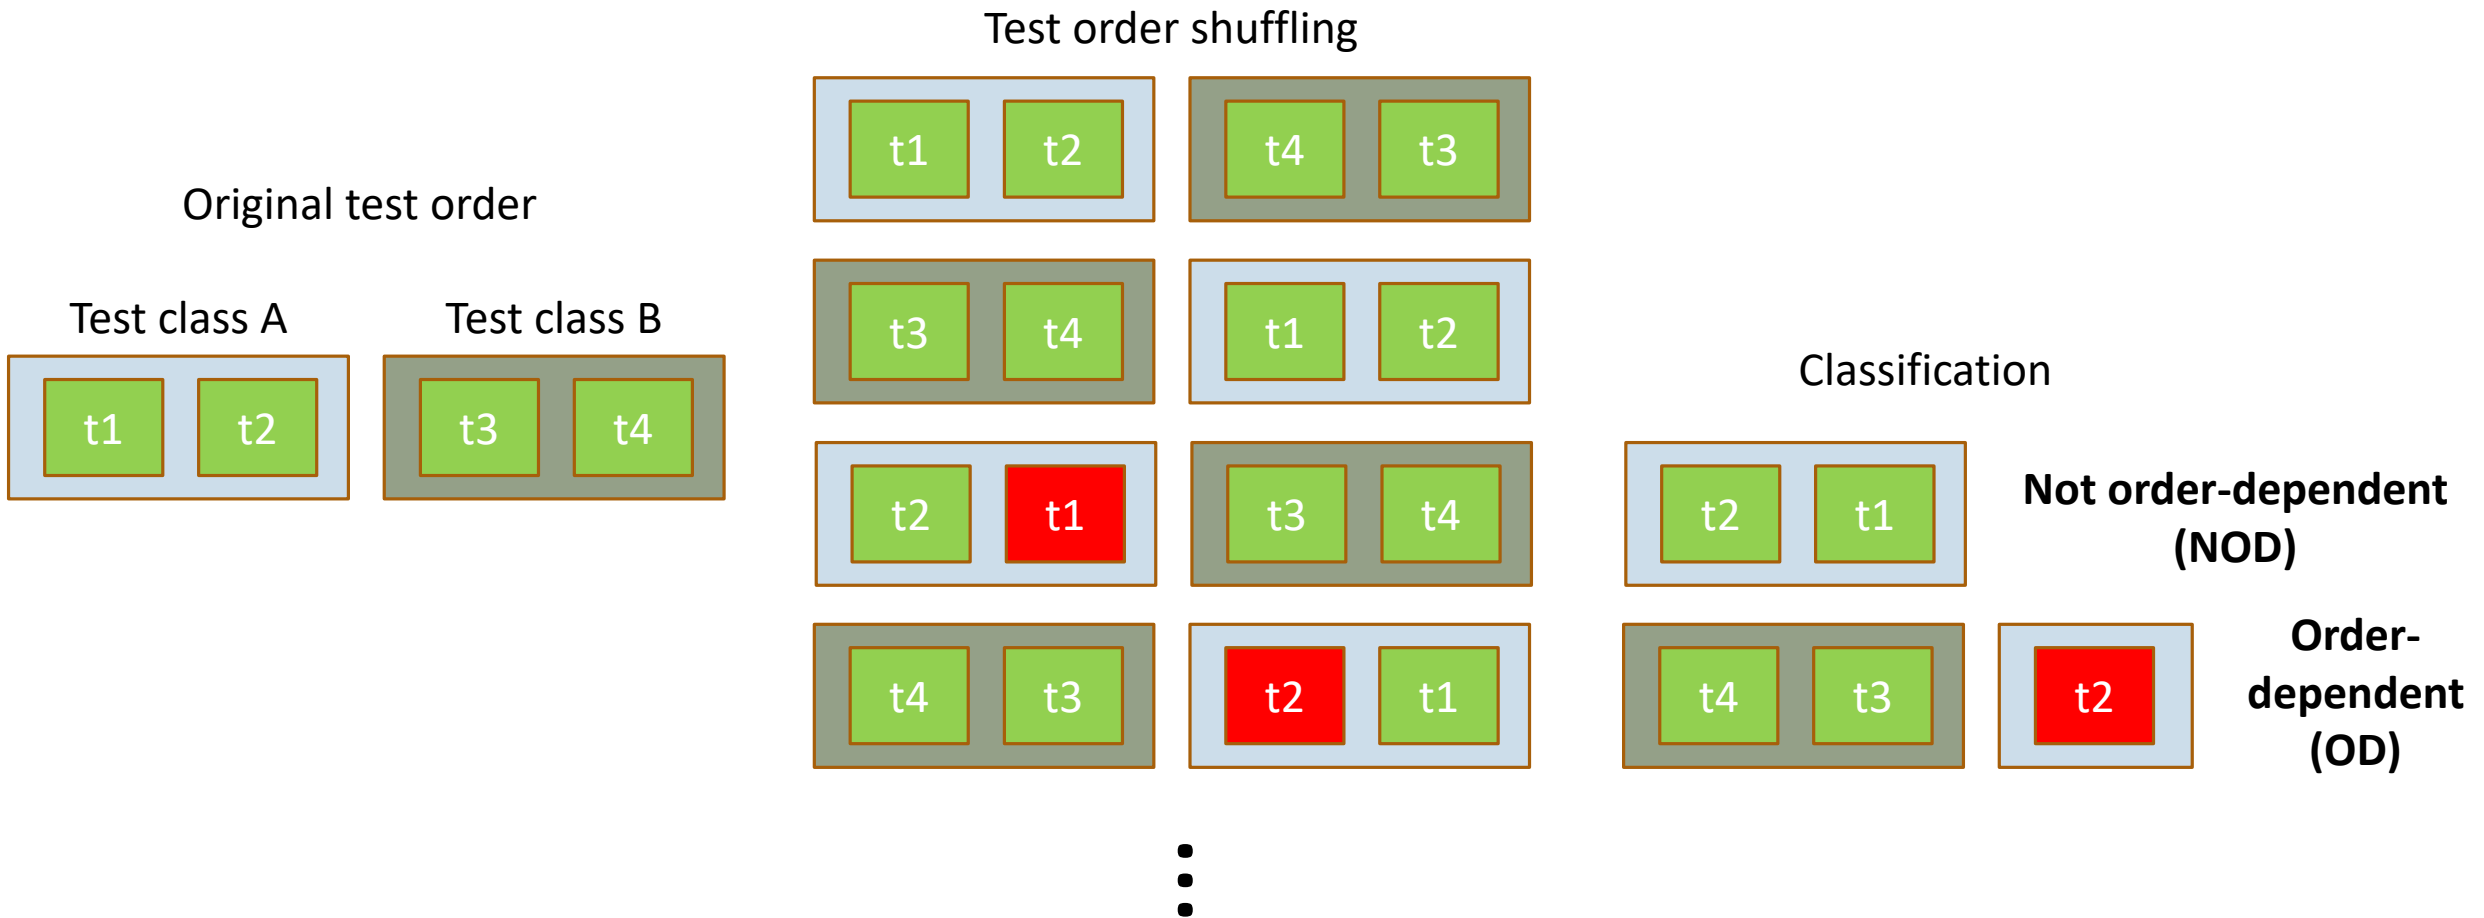 Test order shuffling
t1 t2 t4 t3
Original test order
Test class A Test class B
t3 t4 t1 t2
Classification
t1 t2 t3 t4
t2 t1 t3 t4
t2 t1
Not order-dependent
(NOD)
t4 t3 t2 t1
t4 t3 t2
Order-
dependent
(OD)